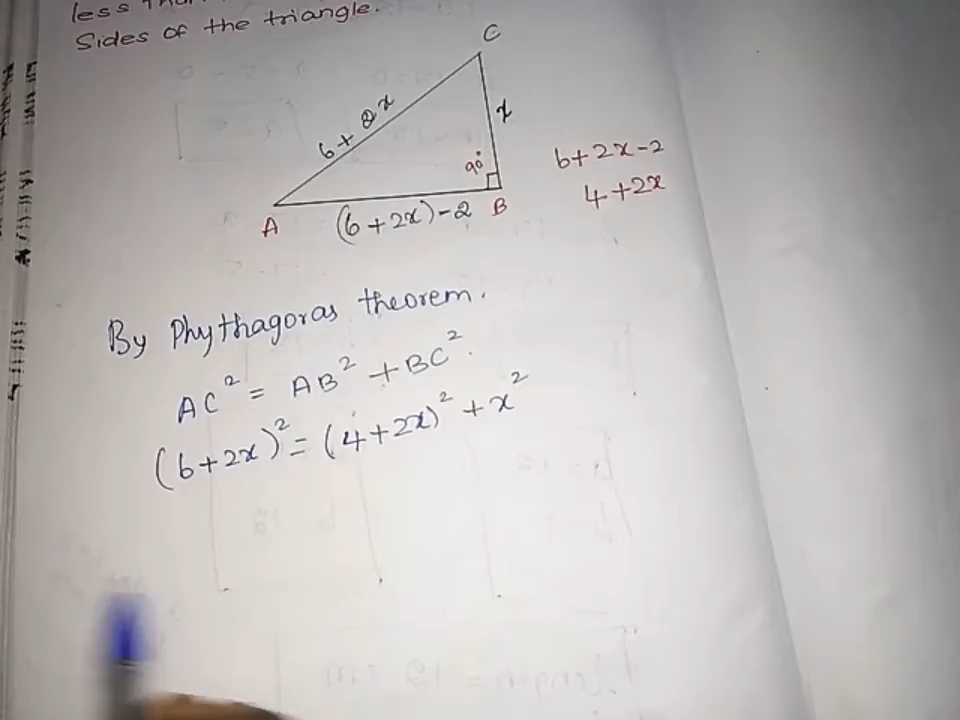 less
Sides of the triangle.
C
6 + 2x
x
90°
A
(6 + 2x) - 2
B
6 + 2x - 2
4 + 2x
By Phythagoras theorem.
AC² = AB² + BC².
(6 + 2x)² = (4 + 2x)² + x²